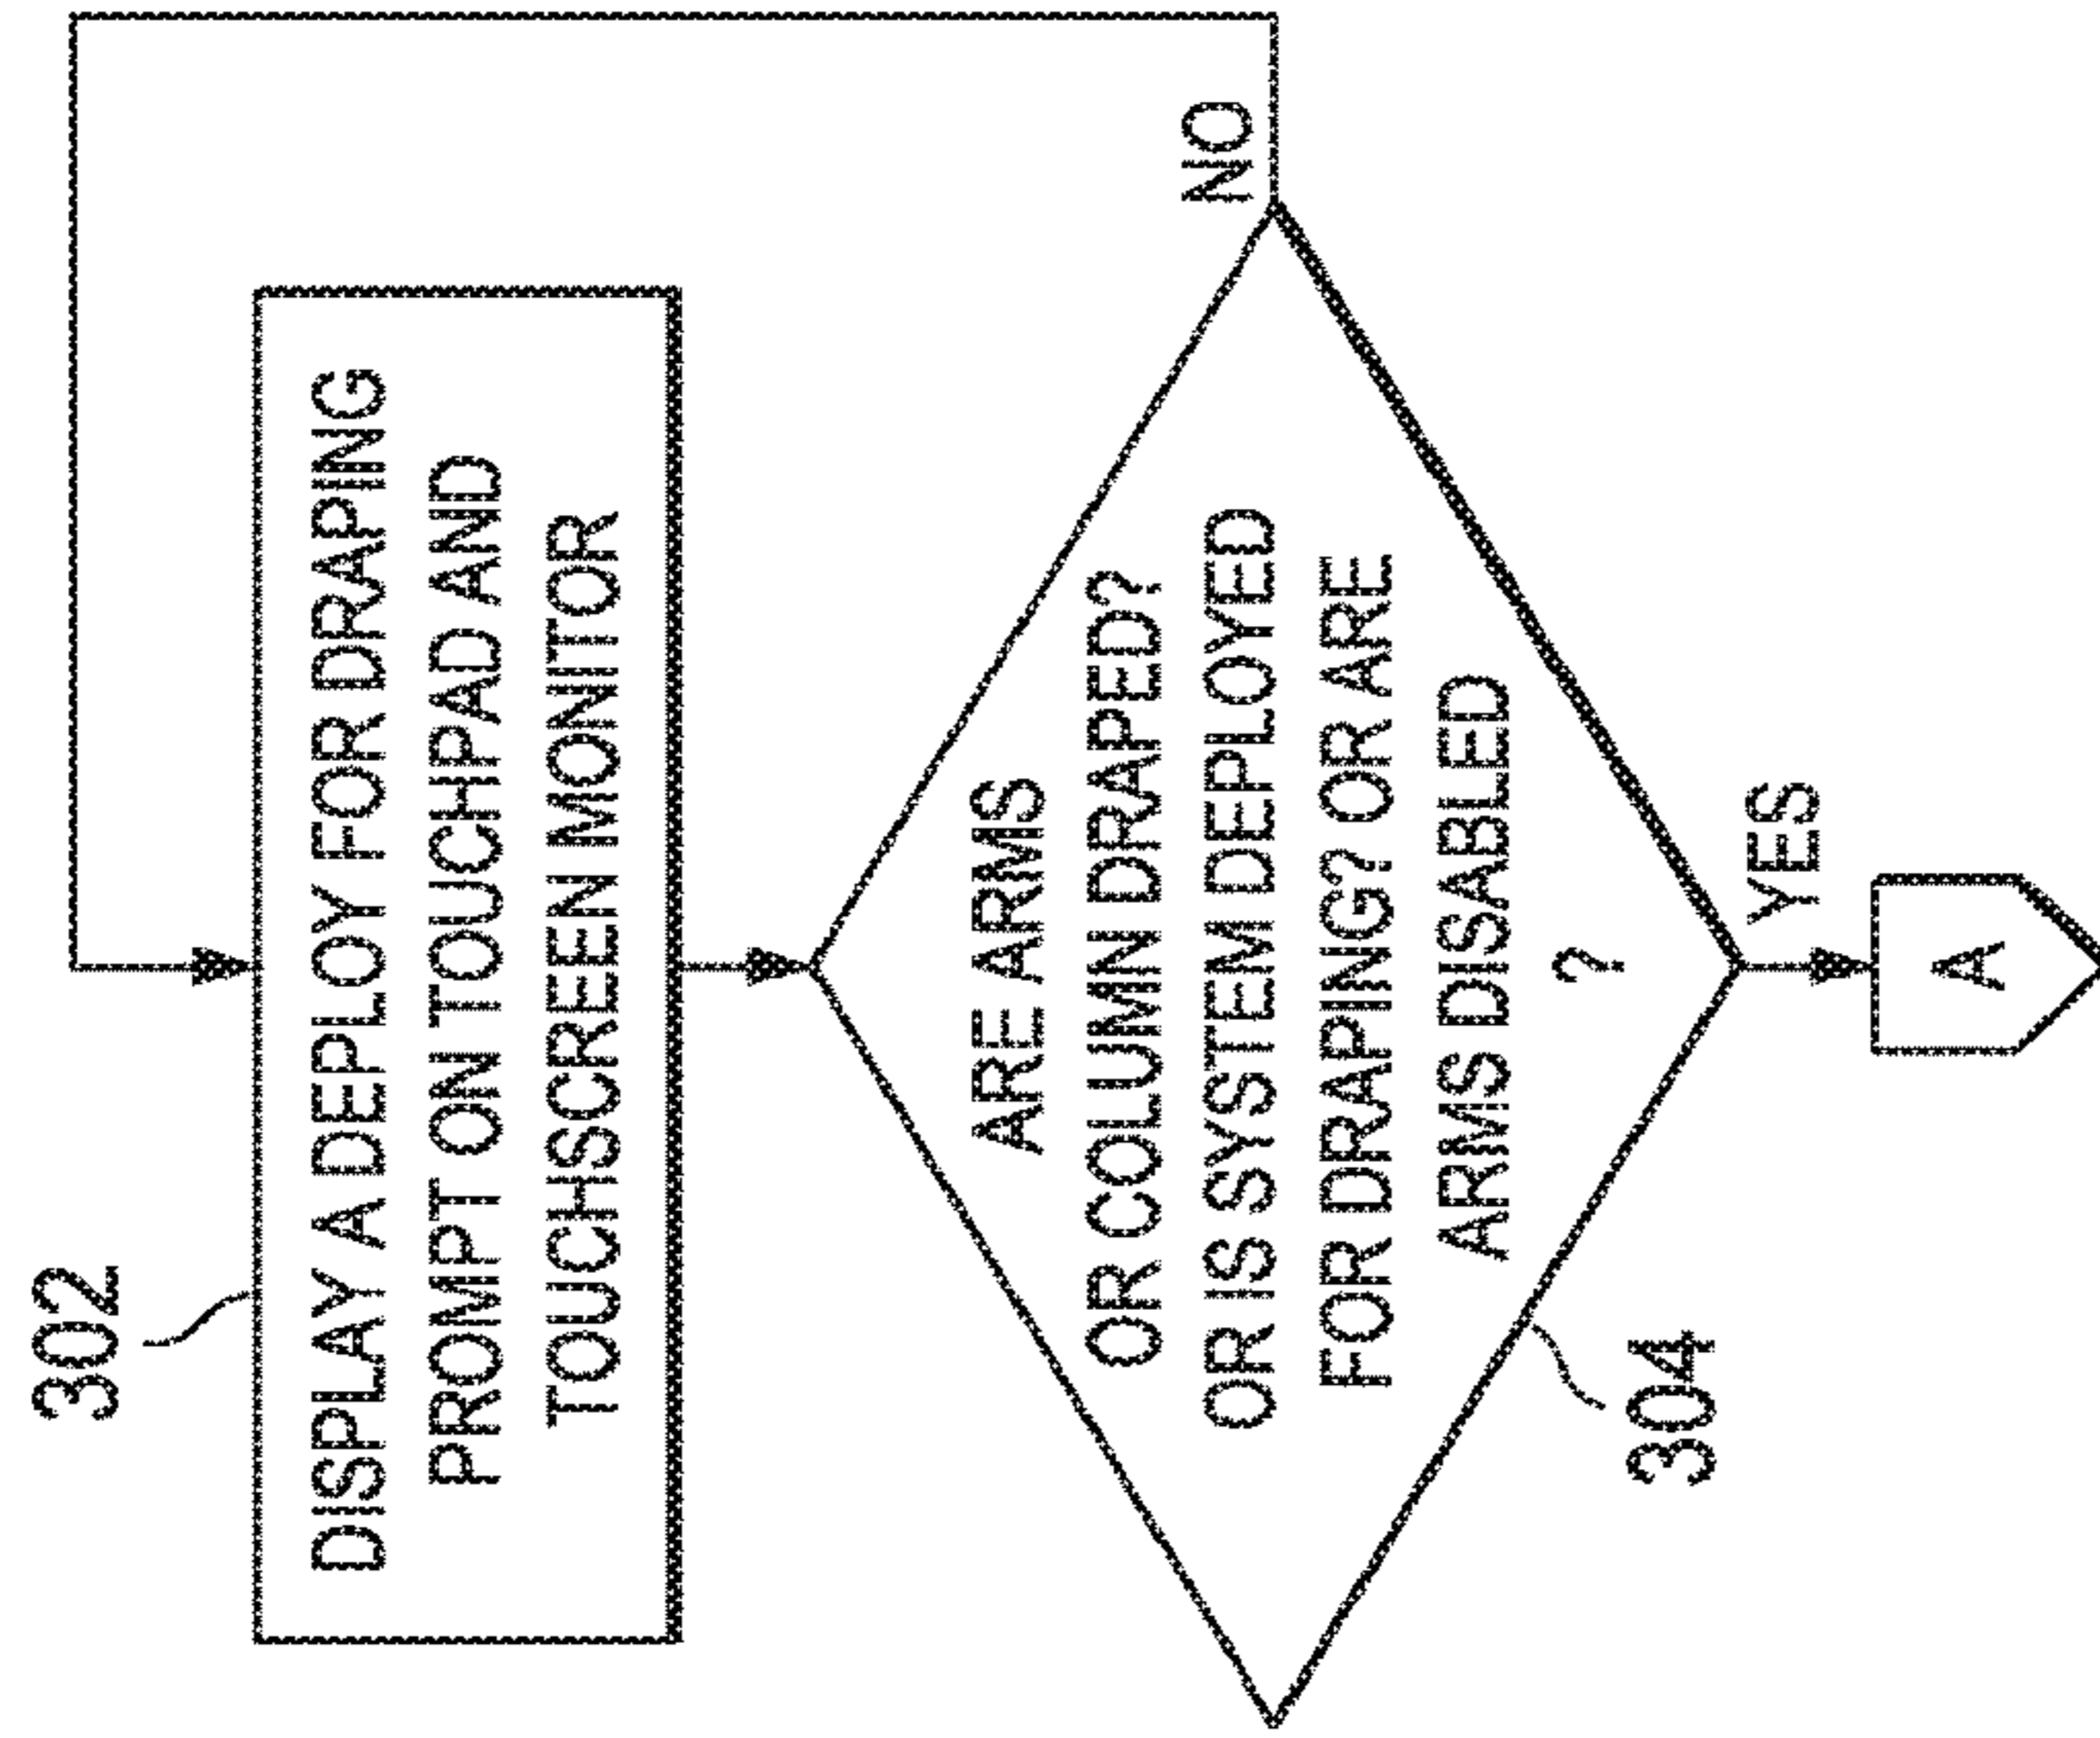 302
DISPLAY A DEPLOY FOR DRAPING
PROMPT ON TOUCHPAD AND
TOUCHSCREEN MONITOR
ARE ARMS
OR COLUMN DRAPED?
OR IS SYSTEM DEPLOYED
FOR DRAPING? OR ARE
ARMS DISABLED
?
NO
304
YES
A